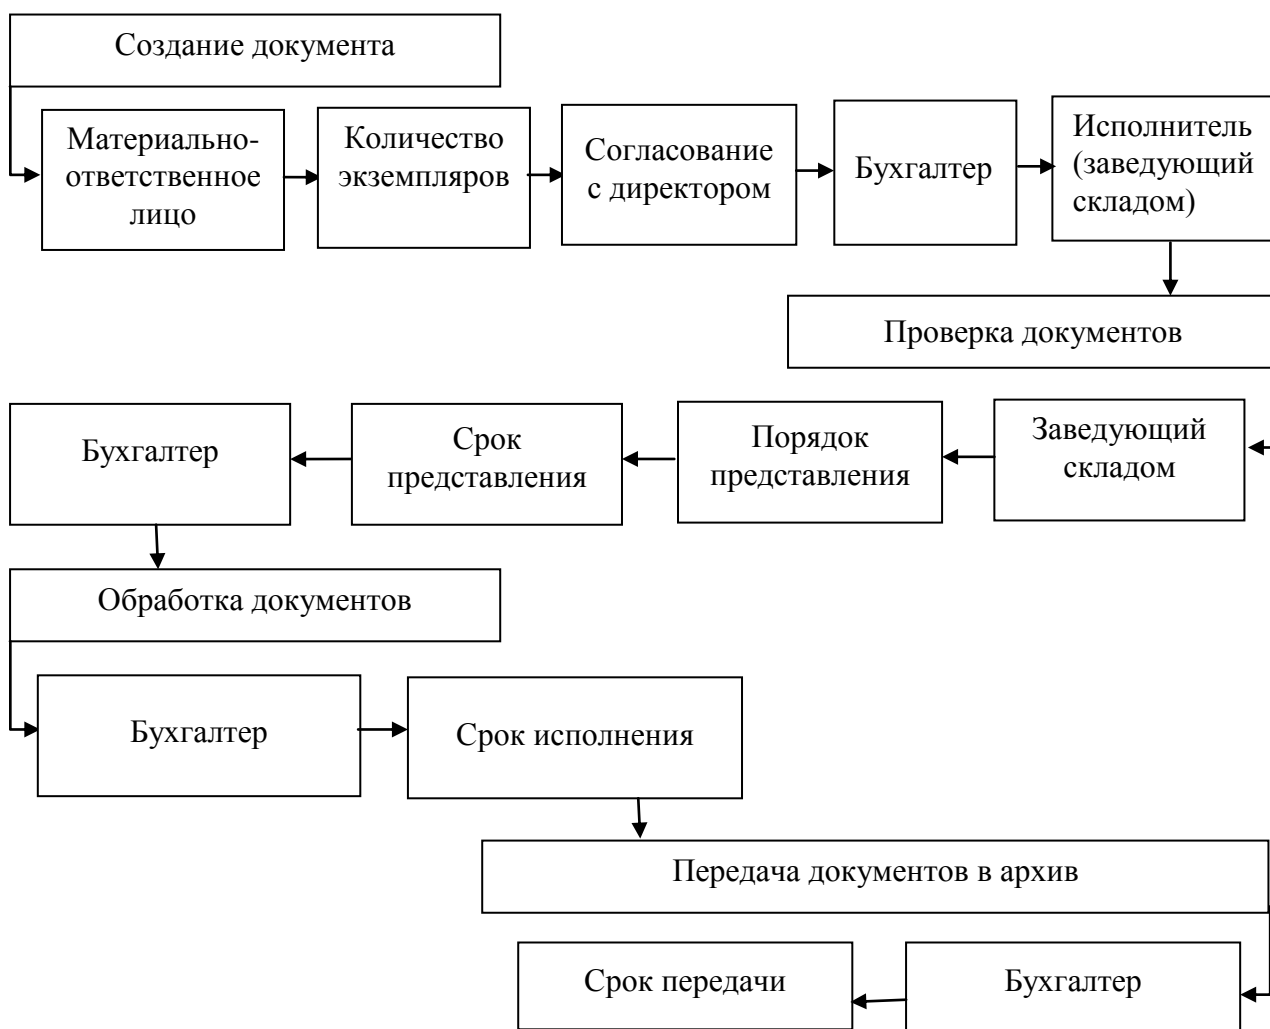 Создание документа
Материально-
ответственное
лицо
Количество
экземпляров
Согласование
с директором
Бухгалтер
Исполнитель
(заведующий
складом)
Проверка документов
Заведующий
складом
Порядок
представления
Срок
представления
Бухгалтер
Обработка документов
Бухгалтер
Срок исполнения
Передача документов в архив
Бухгалтер
Срок передачи